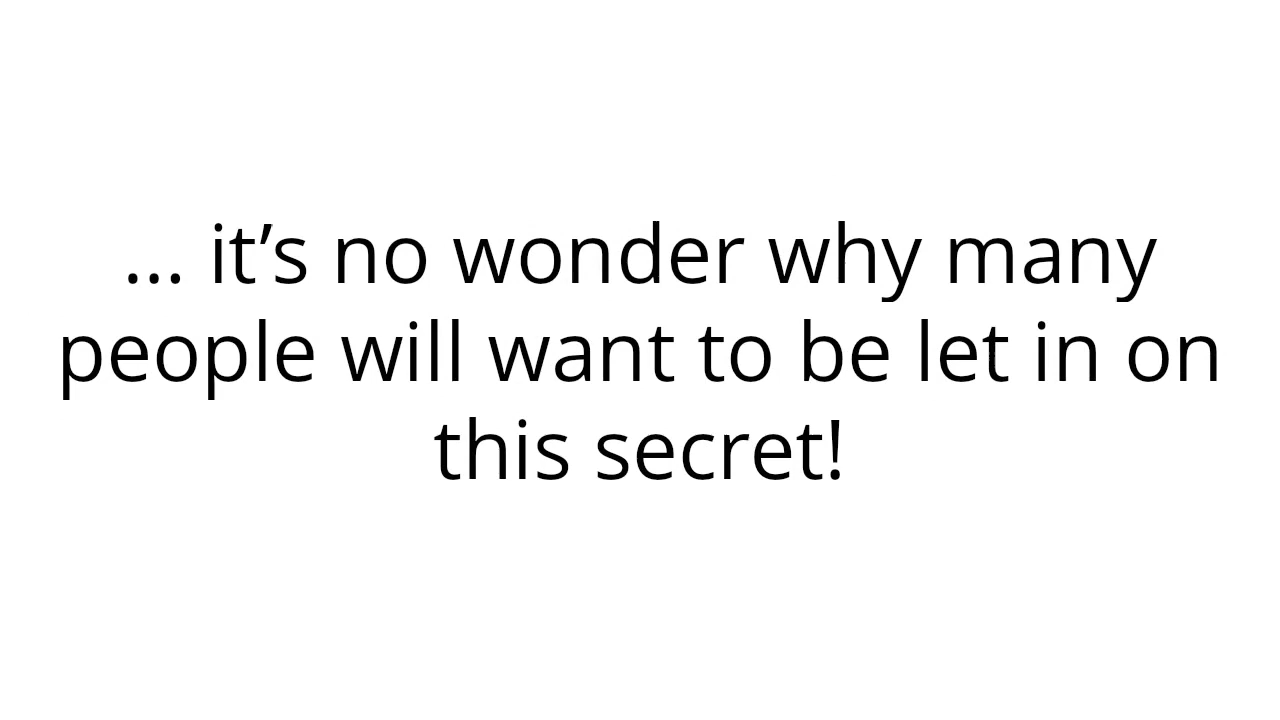 ... it’s no wonder why many
people will want to be let in on
this secret!